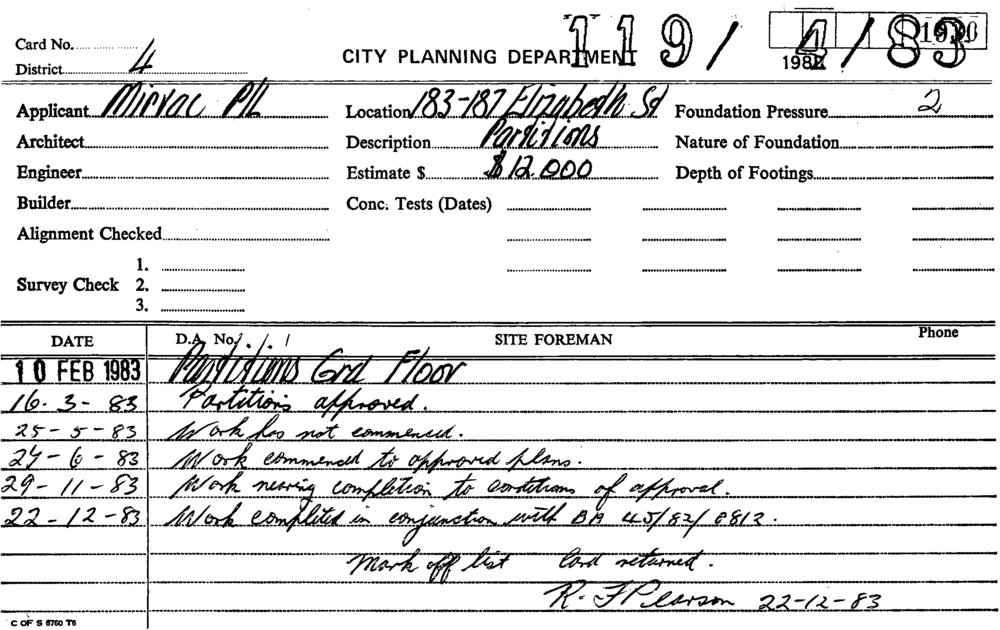 Card No.
119/4/83
1930
1982
District 4
CITY PLANNING DEPARTMENT
Applicant Mirvac P/L Location 183-187 Elizabeth St Foundation Pressure 2
Architect Description Partitions Nature of Foundation
Engineer Estimate $ $12,000 Depth of Footings
Builder Conc. Tests (Dates)
Alignment Checked
1.
Survey Check 2.
3.
DATE D.A. No. / / SITE FOREMAN Phone
10 FEB 1983 Partitions Grd Floor
16-3-83 Partitions approved.
25-5-83 Work has not commenced.
27-6-83 Work commenced to approved plans.
29-11-83 Work nearing completion to conditions of approval.
22-12-83 Work completed in conjunction with BA 45/82/0812.
Mark off list Card returned.
R. F Pearson 22-12-83
C OF S 6760 T6